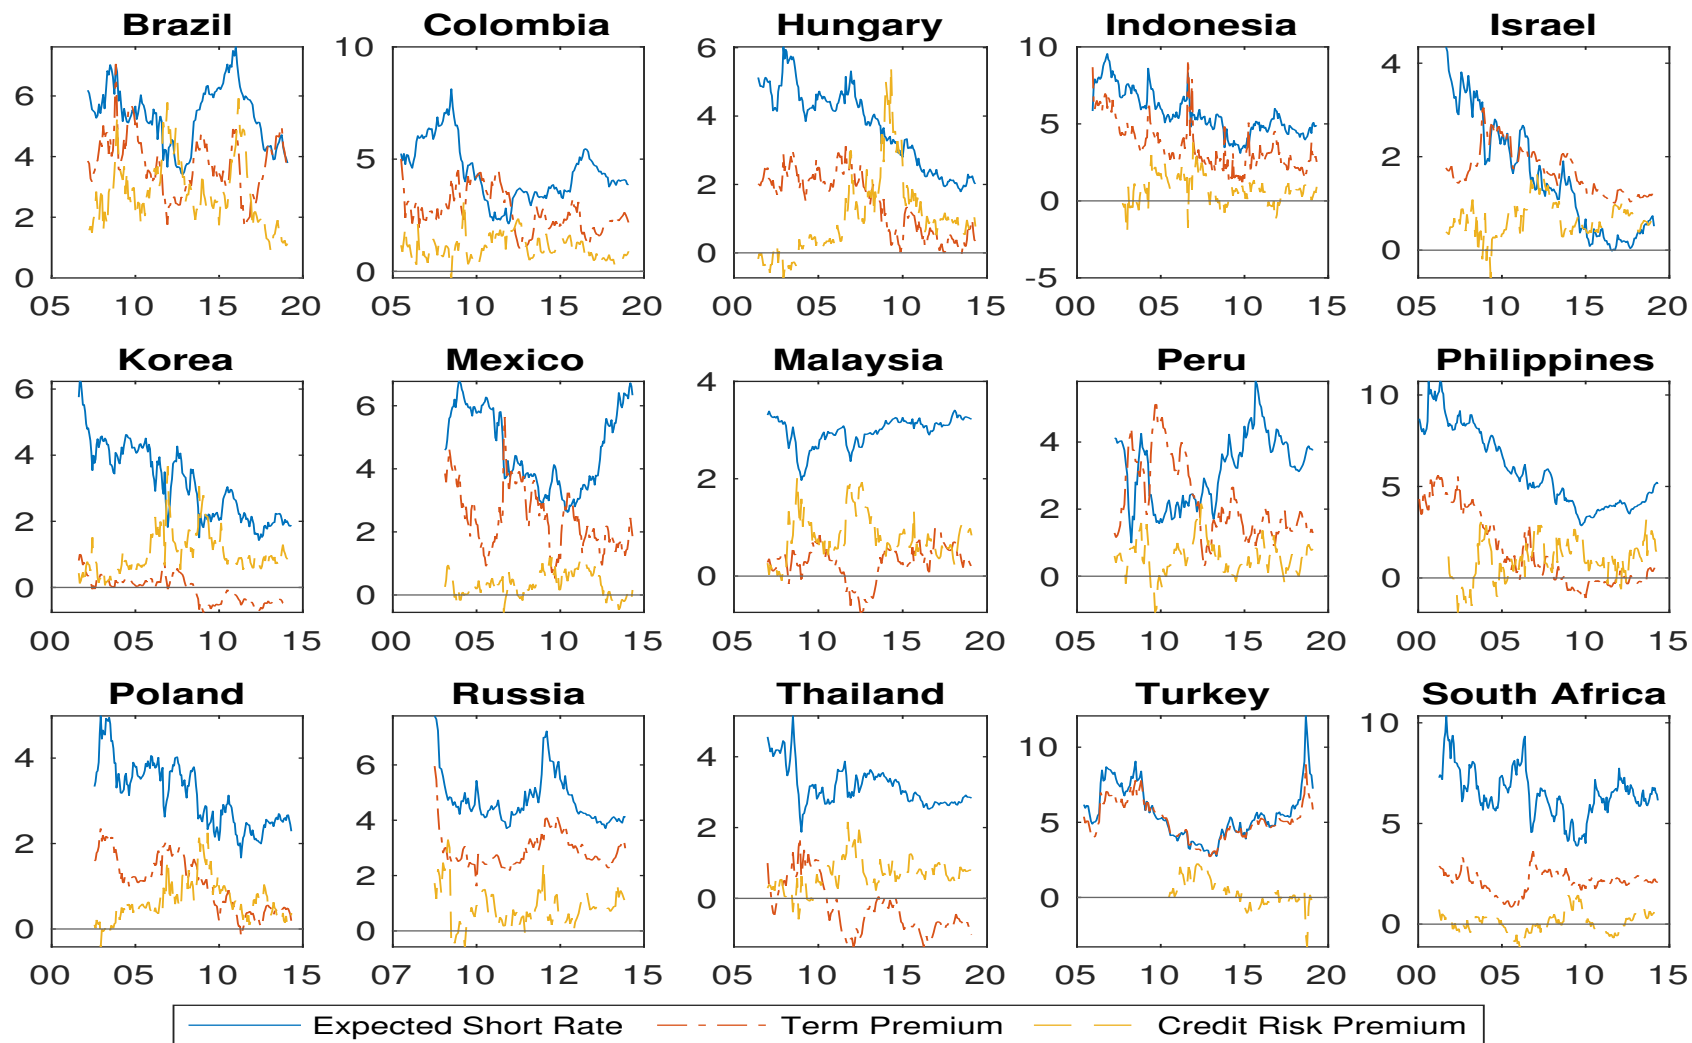 Brazil Colombia Hungary Indonesia Israel
6 4 2 0
10 5 0
6 4 2 0
10 5 0 -5
4 2 0
05 10 15 20 05 10 15 20 00 05 10 15 00 05 10 15 05 10 15 20
Korea Mexico Malaysia Peru Philippines
6 4 2 0
6 4 2 0
4 2 0
4 2 0
10 5 0
00 05 10 15 00 05 10 15 05 10 15 20 05 10 15 20 00 05 10 15
Poland Russia Thailand Turkey South Africa
4 2 0
6 4 2 0
4 2 0
10 5 0
10 5 0
00 05 10 15 07 10 12 15 05 10 15 20 05 10 15 20 00 05 10 15
Expected Short Rate Term Premium Credit Risk Premium